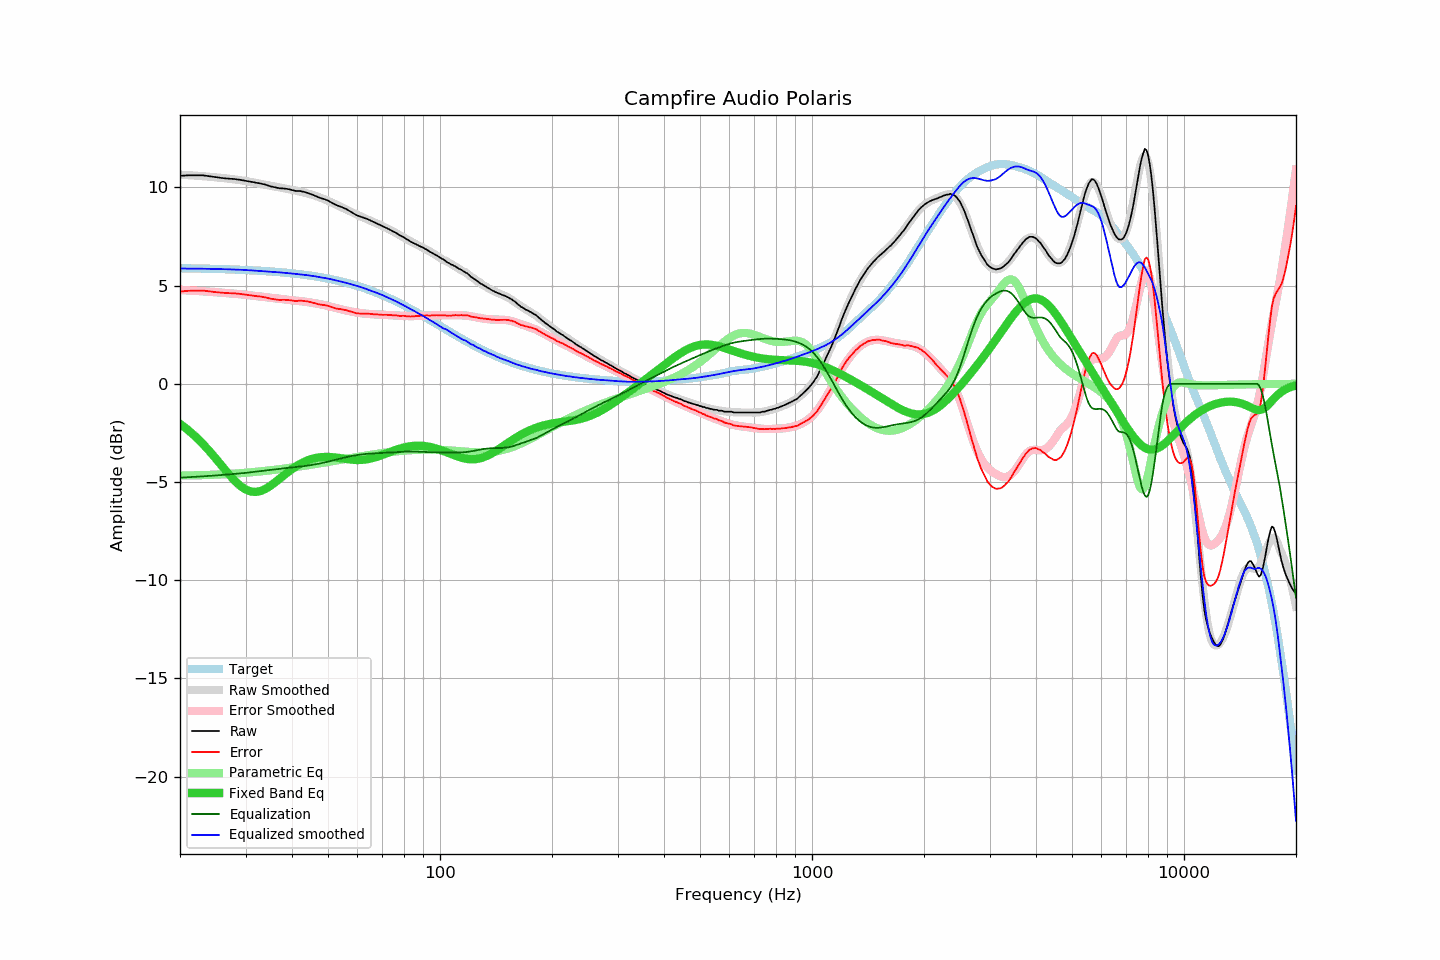 Campfire Audio Polaris
10
5
0
−5
−10
−15
−20
Amplitude (dBr)
Target
Raw Smoothed
Error Smoothed
Raw
Error
Parametric Eq
Fixed Band Eq
Equalization
Equalized smoothed
100
1000
10000
Frequency (Hz)